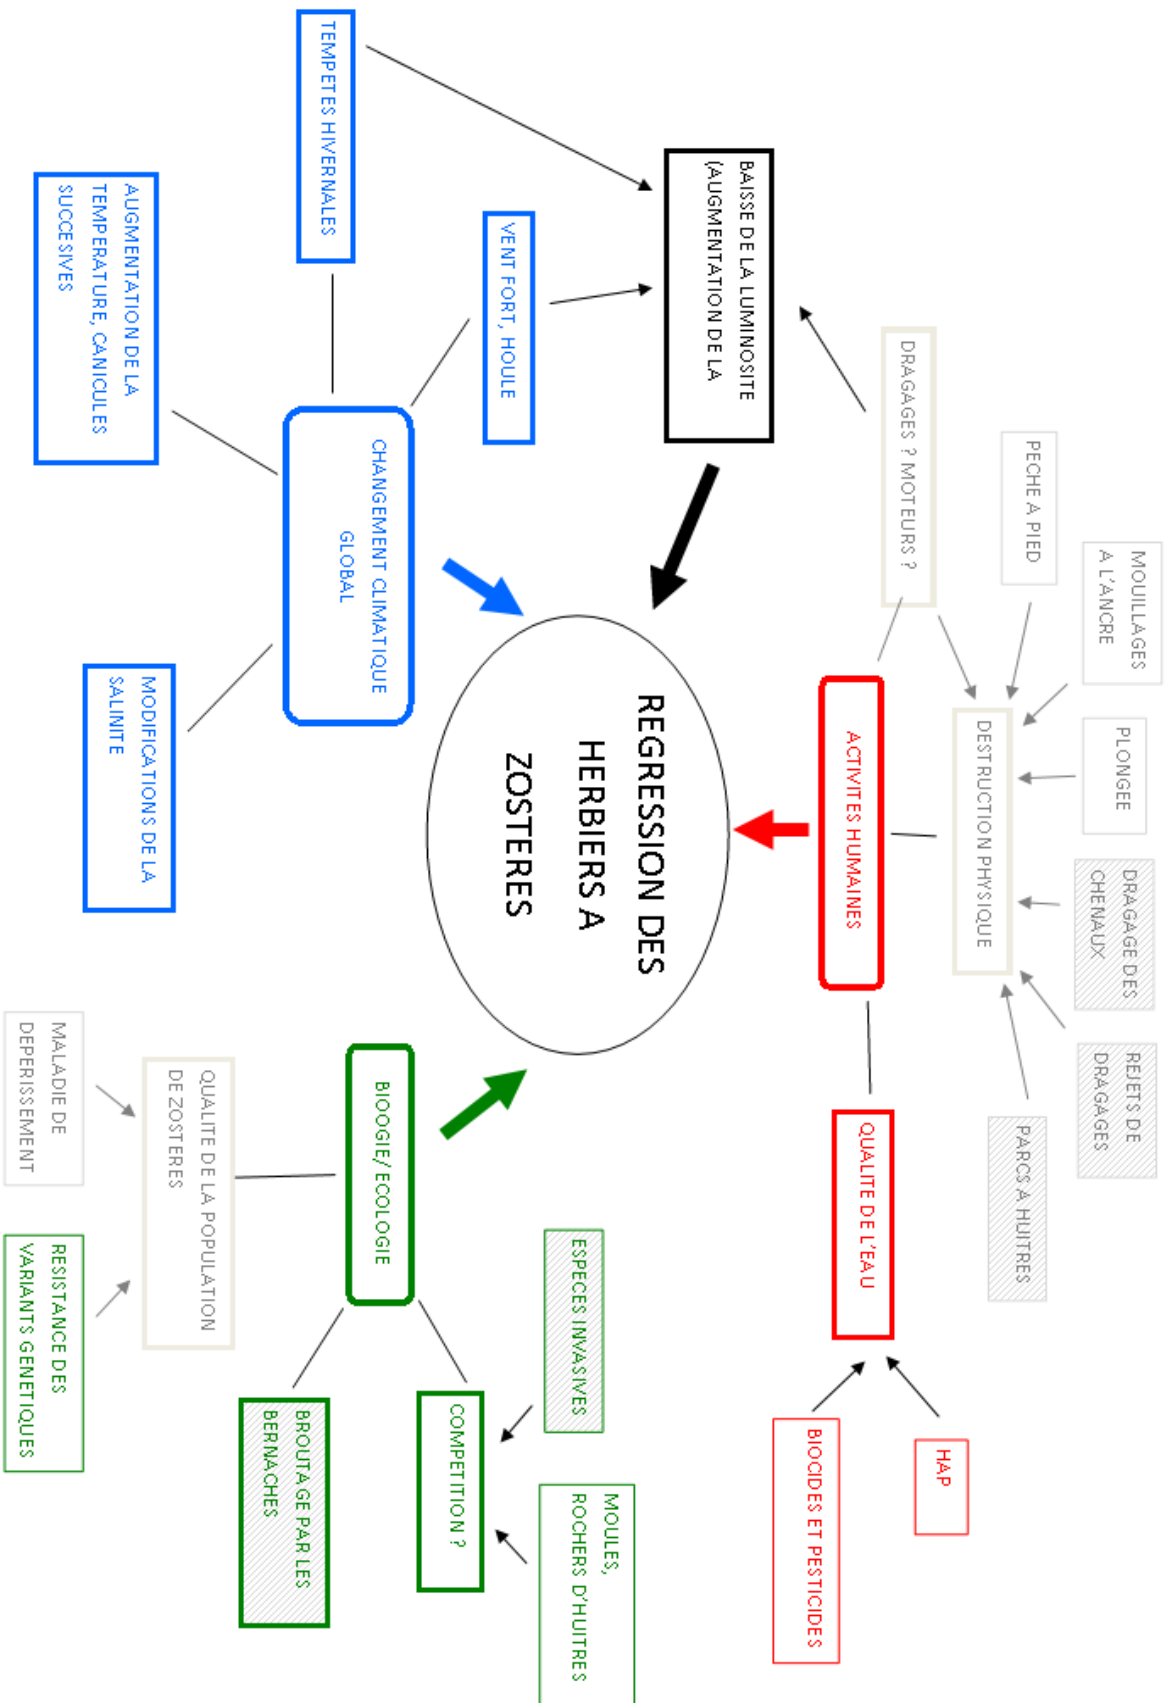 MOUILLAGES
A L'ANCRE
PLONGEE
DRAGAGE DES
CHENAUX
REJETS DE
DRAGAGES
PECHE A PIED
PARCS A HUITRES
DESTRUCTION PHYSIQUE
DRAGAGES ? MOTEURS ?
HAP
ACTIVITES HUMAINES
QUALITE DE L'EAU
BIOCIDES ET PESTICIDES
BAISSE DE LA LUMINOSITE
(AUGMENTATION DE LA
REGRESSION DES
HERBIERS A
ZOSTERES
VENT FORT, HOULE
ESPECES INVASIVES
MOULES,
ROCHERS D'HUITRES
COMPETITION ?
TEMPETES HIVERNALES
CHANGEMENT CLIMATIQUE
GLOBAL
BIOOGIE/ ECOLOGIE
BROUTAGE PAR LES
BERNACHES
AUGMENTATION DE LA
TEMPERATURE, CANICULES
SUCCESIVES
MODIFICATIONS DE LA
SALINITE
QUALITE DE LA POPULATION
DE ZOSTERES
MALADIE DE
DEPERISSEMENT
RESISTANCE DES
VARIANTS GENETIQUES